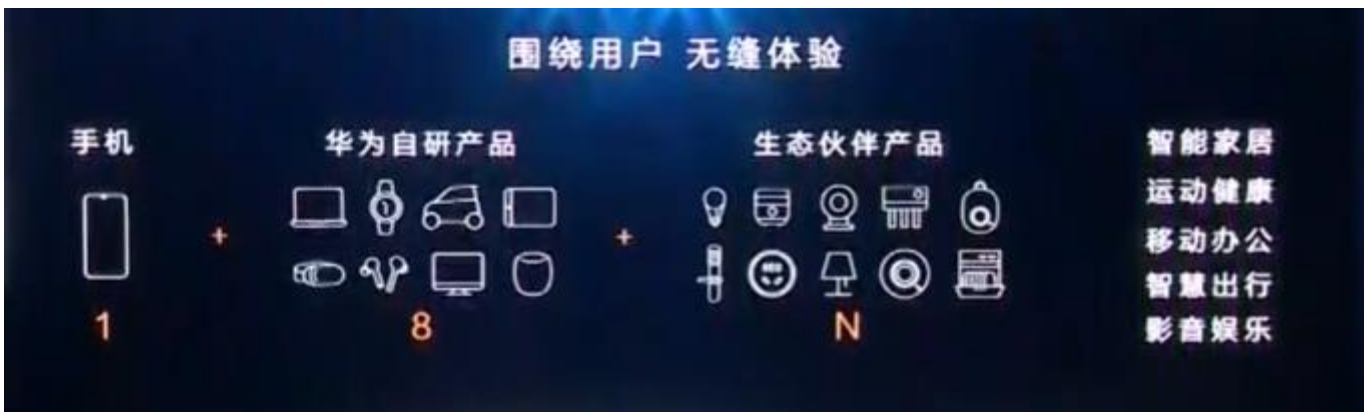 围绕用户 无缝体验
手机
华为自研产品
生态伙伴产品
+
+
1
8
N
智能家居
运动健康
移动办公
智慧出行
影音娱乐